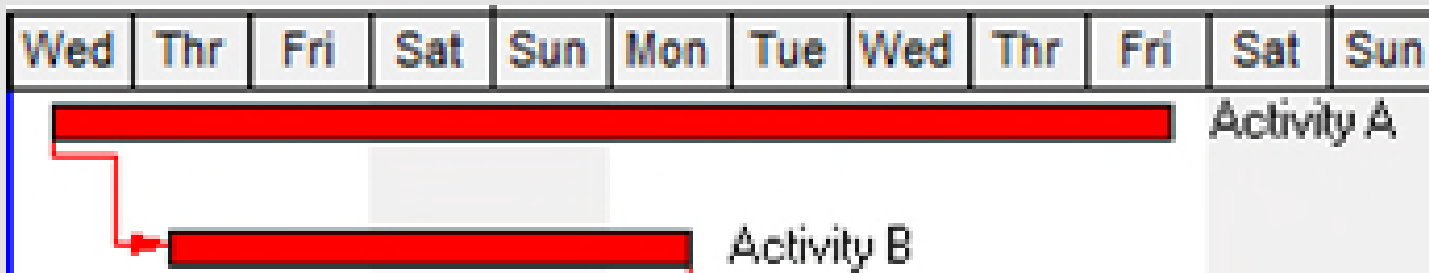 Wed Thr Fri Sat Sun Mon Tue Wed Thr Fri Sat Sun
Activity A
Activity B